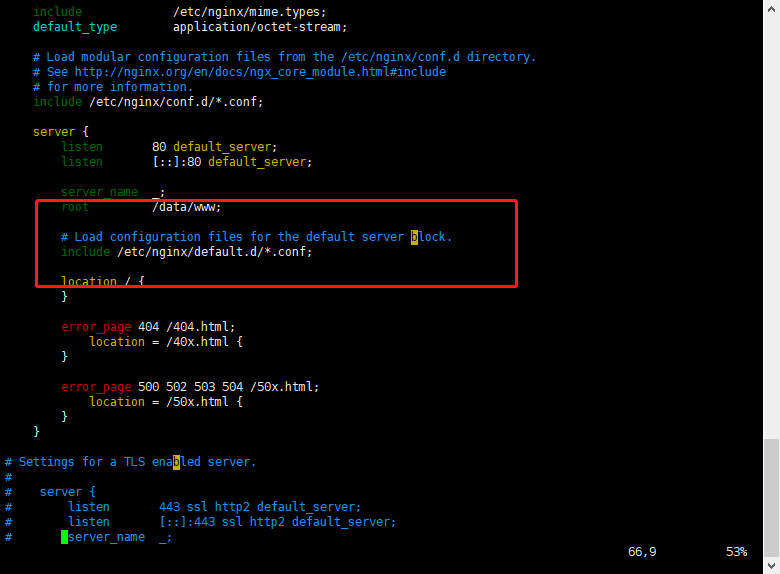 include /etc/nginx/mime.types;
default_type application/octet-stream;
# Load modular configuration files from the /etc/nginx/conf.d directory.
# See http://nginx.org/en/docs/ngx_core_module.html#include
# for more information.
include /etc/nginx/conf.d/*.conf;
server {
listen 80 default_server;
listen [::]:80 default_server;
server_name _;
root /data/www;
# Load configuration files for the default server block.
include /etc/nginx/default.d/*.conf;
location / {
}
error_page 404 /404.html;
location = /40x.html {
}
error_page 500 502 503 504 /50x.html;
location = /50x.html {
}
}
# Settings for a TLS enabled server.
#
# server {
# listen 443 ssl http2 default_server;
# listen [::]:443 ssl http2 default_server;
# server_name _;
66,9 53%